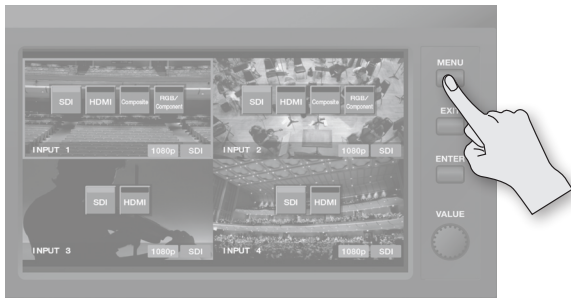 MENU
SDI HDMI Composite RGB/
Component
SDI HDMI Composite RGB/
Component
EXIT
INPUT 1 1080p SDI
INPUT 2 1080p SDI
ENTER
SDI HDMI
SDI HDMI
VALUE
INPUT 3 1080p SDI
INPUT 4 1080p SDI